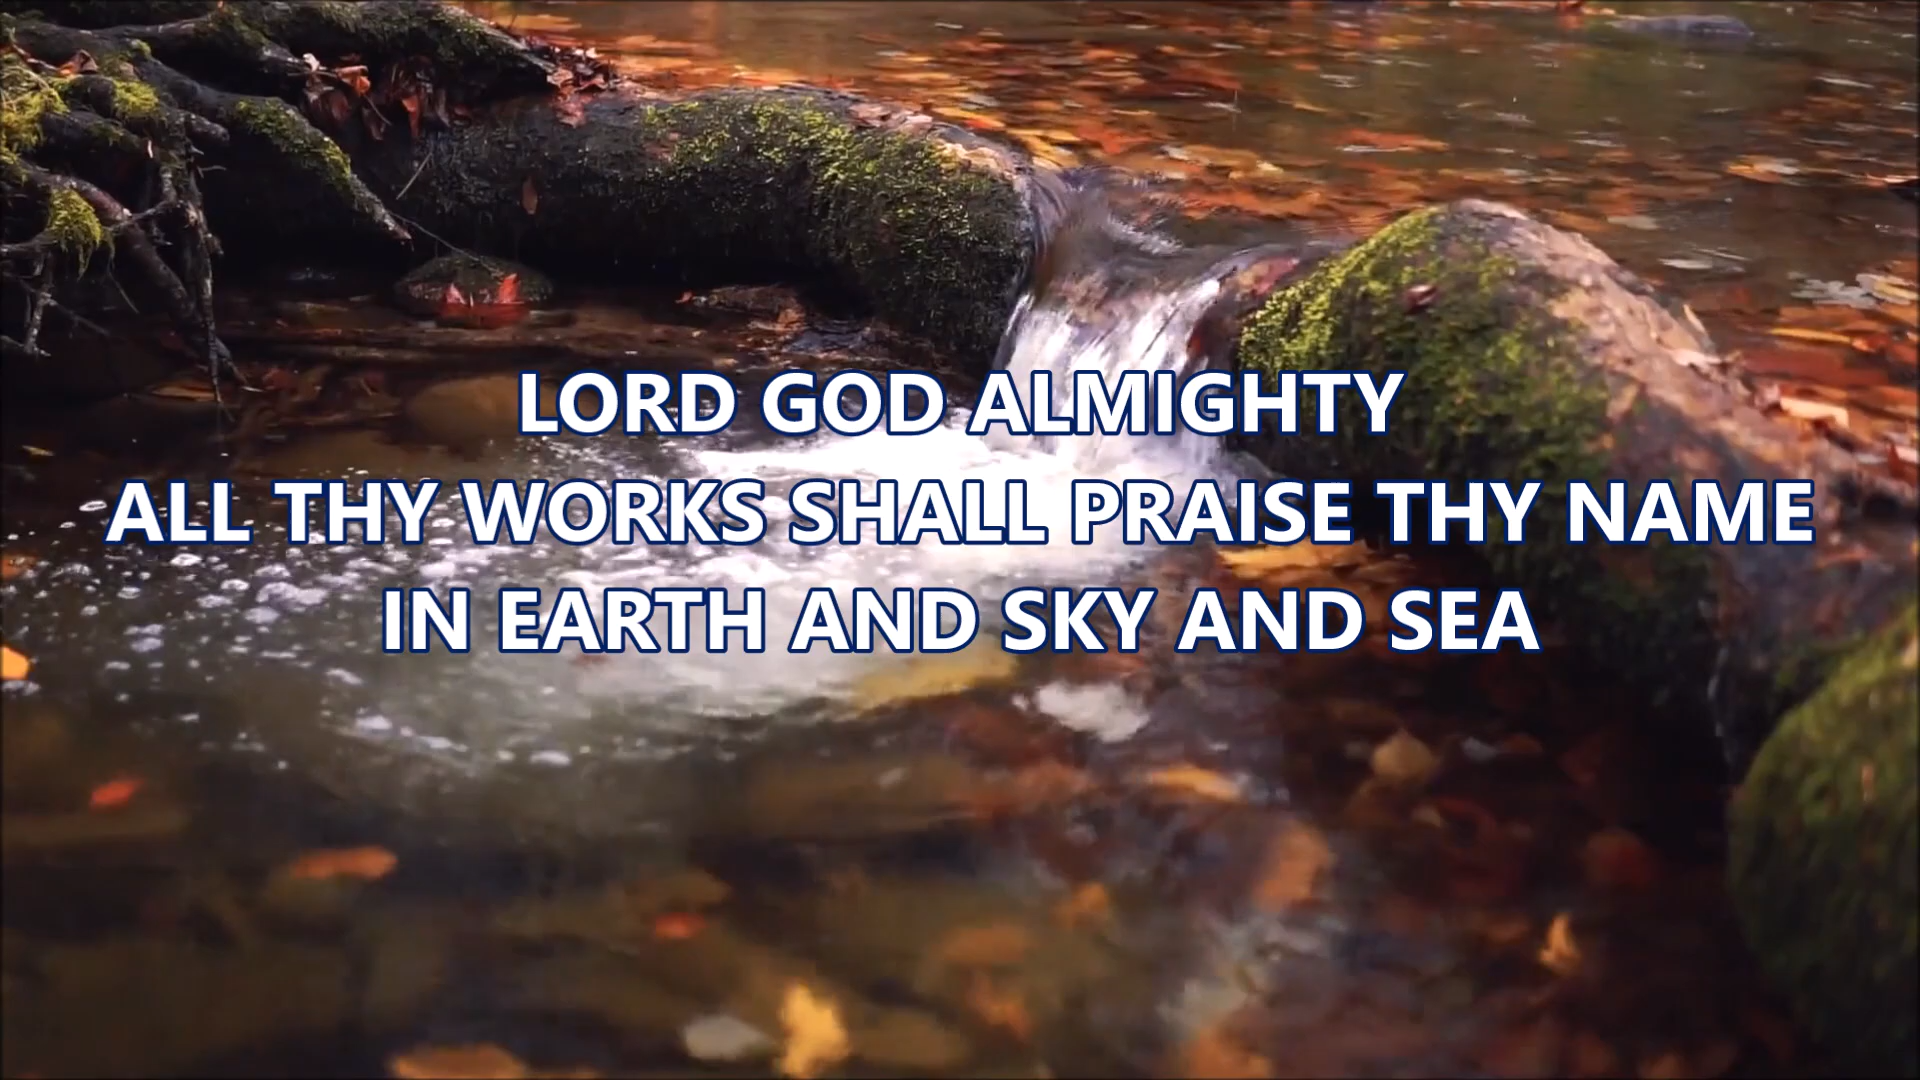 LORD GOD ALMIGHTY
ALL THY WORKS SHALL PRAISE THY NAME
IN EARTH AND SKY AND SEA